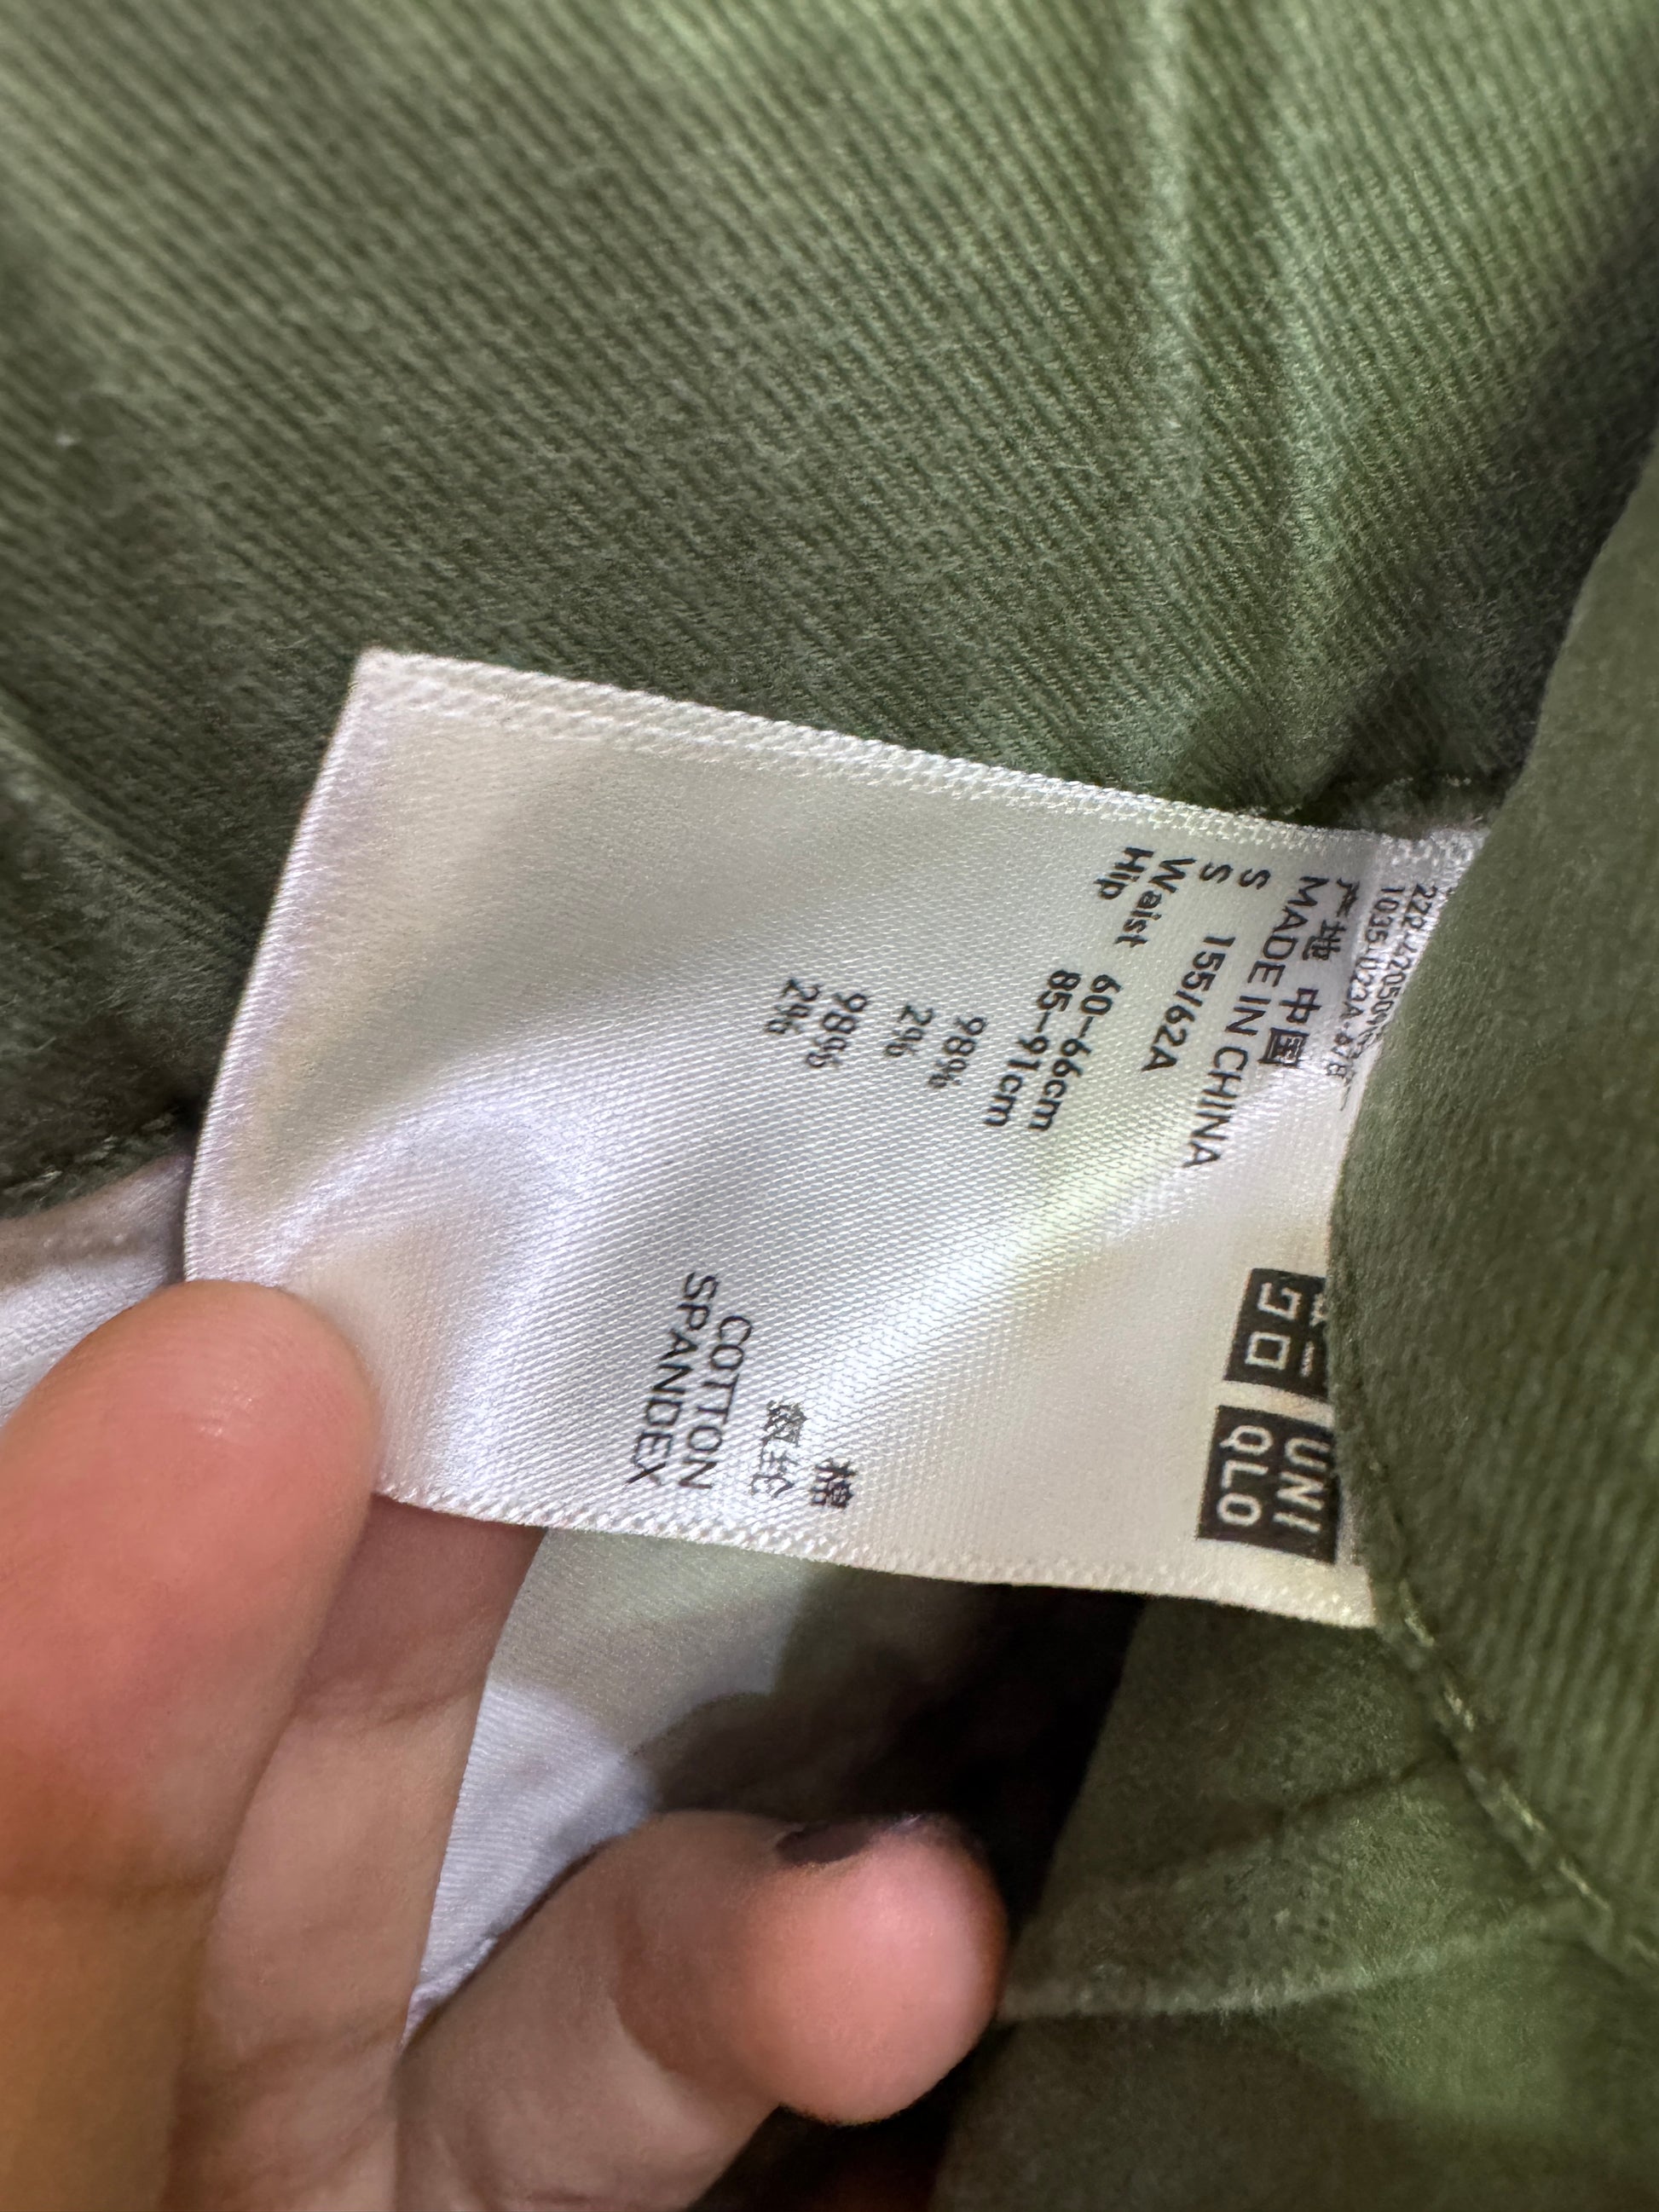 ユニ
クロ
UNI
QLO
产地 中国
MADE IN CHINA
S
S 155/62A
Waist 60-66cm
Hip 85-91cm
98% 棉
2% 氨纶
98% COTTON
2% SPANDEX